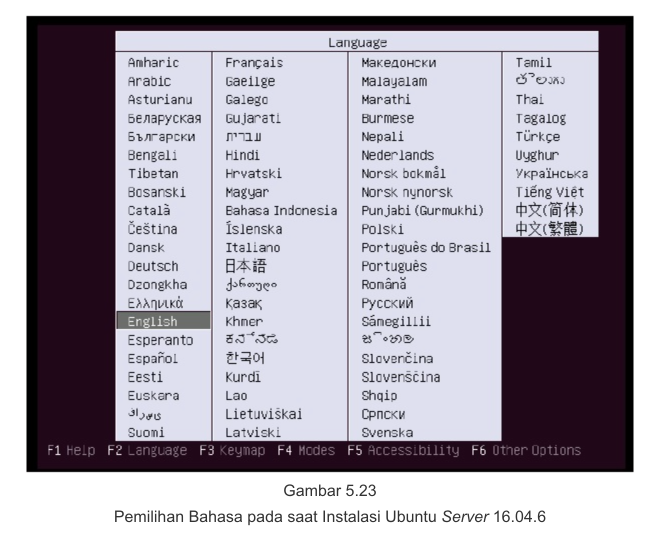 Language
Amharic
Arabic
Asturianu
Беларуская
Български
Bengali
Tibetan
Bosanski
Català
Čeština
Dansk
Deutsch
Dzongkha
Ελληνικά
English
Esperanto
Español
Eesti
Euskara
Suomi
Français
Gaeilge
Galego
Gujarati
עברית
Hindi
Hrvatski
Magyar
Bahasa Indonesia
Íslenska
Italiano
日本語
ქართული
Қазақ
Khmer
한국어
Kurdî
Lao
Lietuviškai
Latviski
Македонски
Malayalam
Marathi
Burmese
Nepali
Nederlands
Norsk bokmål
Norsk nynorsk
Punjabi (Gurmukhi)
Polski
Português do Brasil
Português
Română
Русский
Sámegillii
Slovenčina
Slovenščina
Shqip
Српски
Svenska
Tamil
Thai
Tagalog
Türkçe
Uyghur
Українська
Tiếng Việt
中文(简体)
中文(繁體)
F1 Help F2 Language F3 Keymap F4 Modes F5 Accessibility F6 Other Options
Gambar 5.23
Pemilihan Bahasa pada saat Instalasi Ubuntu Server 16.04.6